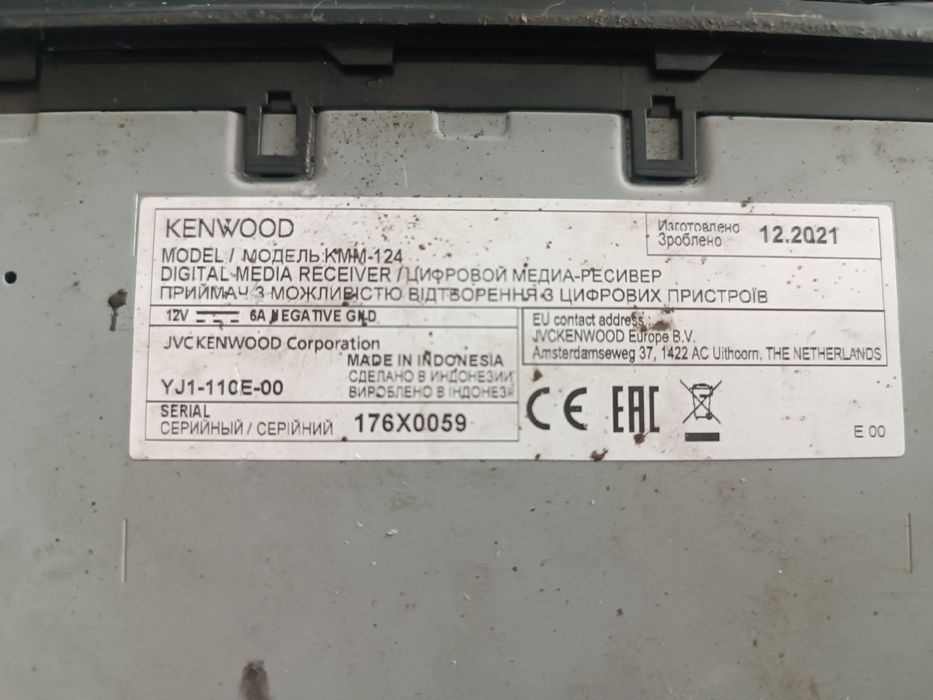 KENWOOD
Изготовлено
Зроблено
12.2021
MODEL / МОДЕЛЬ KMM-124
DIGITAL MEDIA RECEIVER / ЦИФРОВОЙ МЕДИА-РЕСИВЕР
ПРИЙМАЧ З МОЖЛИВІСТЮ ВІДТВОРЕННЯ З ЦИФРОВИХ ПРИСТРОЇВ
12V 6A NEGATIVE GND
JVCKENWOOD Corporation
MADE IN INDONESIA
СДЕЛАНО В ИНДОНЕЗИИ
ВИРОБЛЕНО В ІНДОНЕЗІЇ
YJ1-110E-00
SERIAL
СЕРИЙНЫЙ / СЕРІЙНИЙ 176X0059
EU contact address:
JVCKENWOOD Europe B.V.
Amsterdamseweg 37, 1422 AC Uithoorn, THE NETHERLANDS
CE EAC
E 00